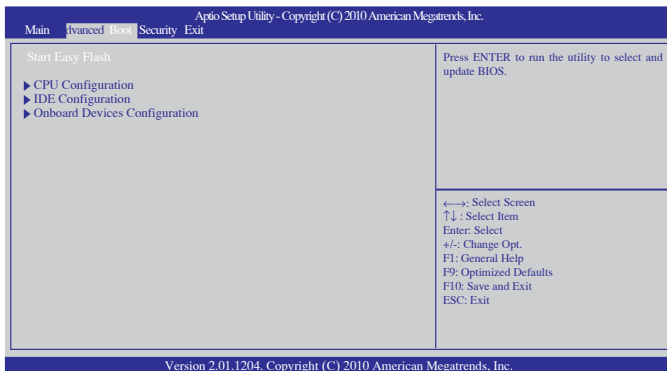 Aptio Setup Utility - Copyright (C) 2010 American Megatrends, Inc.
Main dvanced Boot Security Exit
Start Easy Flash
CPU Configuration
IDE Configuration
Onboard Devices Configuration
Press ENTER to run the utility to select and
update BIOS.
←→: Select Screen
↑↓ : Select Item
Enter: Select
+/-: Change Opt.
F1: General Help
F9: Optimized Defaults
F10: Save and Exit
ESC: Exit
Version 2.01.1204. Copyright (C) 2010 American Megatrends, Inc.